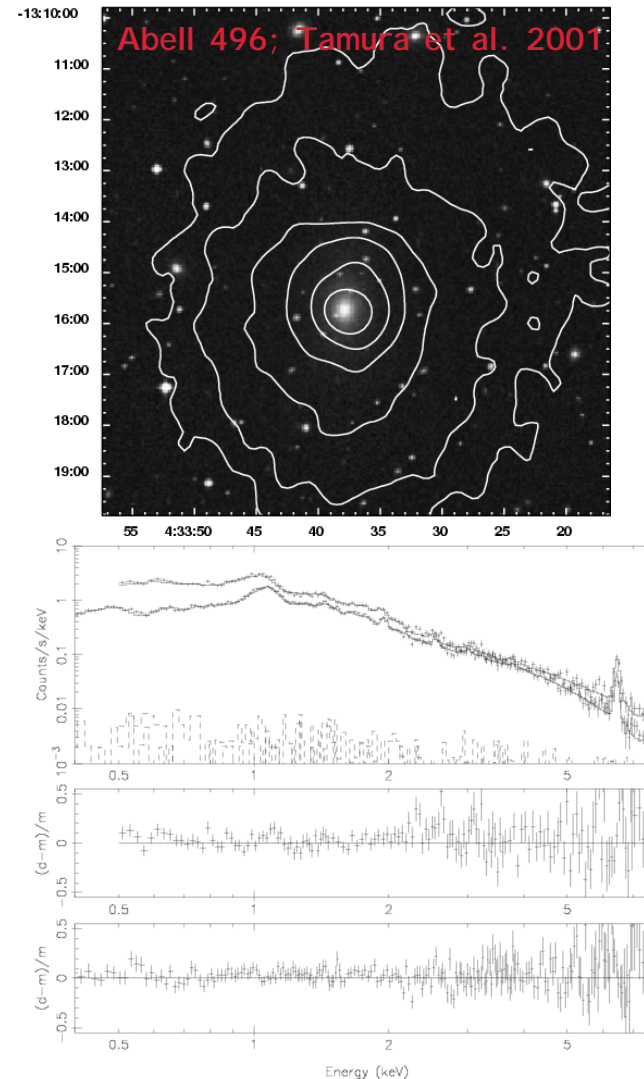 -13:10:00
Abell 496; Tamura et al. 2001
11:00
12:00
13:00
14:00
15:00
16:00
17:00
18:00
19:00
55 4:33:50 45 40 35 30 25 20
10
1
0.1
0.01
10⁻³
Counts/s/keV
0.5 1 2 5
0.5
0
-0.5
(d-m)/m
0.5 1 2 5
0.5
0
-0.5
(d-m)/m
0.5 1 2 5
Energy (keV)